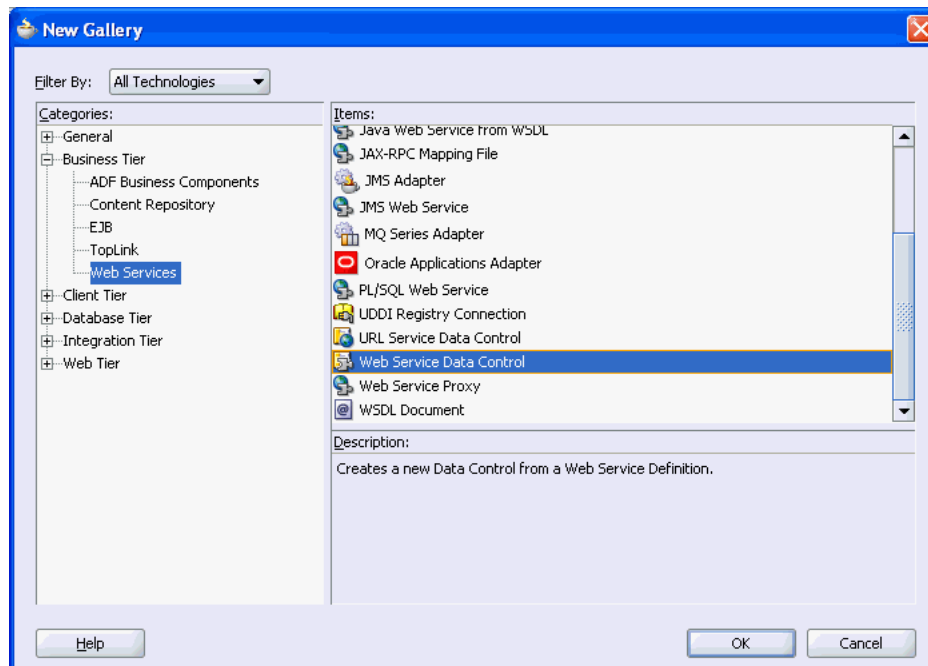 New Gallery
Filter By: All Technologies
Categories:
General
Business Tier
ADF Business Components
Content Repository
EJB
TopLink
Web Services
Client Tier
Database Tier
Integration Tier
Web Tier
Items:
Java Web Service from WSDL
JAX-RPC Mapping File
JMS Adapter
JMS Web Service
MQ Series Adapter
Oracle Applications Adapter
PL/SQL Web Service
UDDI Registry Connection
URL Service Data Control
Web Service Data Control
Web Service Proxy
WSDL Document
Description:
Creates a new Data Control from a Web Service Definition.
Help OK Cancel